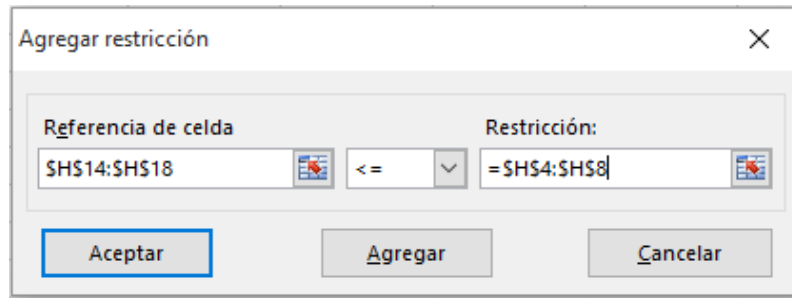 Agregar restricción
Referencia de celda Restricción:
$H$14:$H$18 <= =$H$4:$H$8
Aceptar Agregar Cancelar